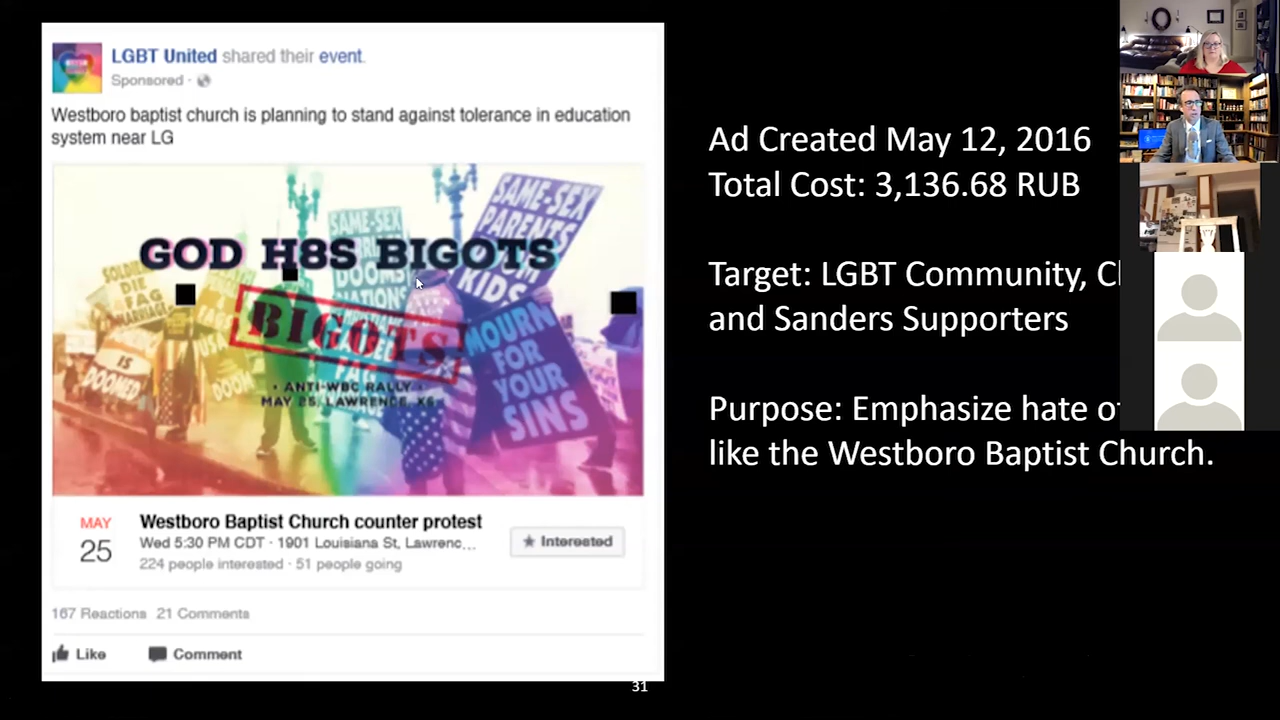 LGBT United shared their event.
Sponsored ·
Westboro baptist church is planning to stand against tolerance in education
system near LG
SAME-SEX
PARENTS
KIDS
SAME-SEX
DOOMS
NATIONS
GOD H8S BIGOTS
SOLDIERS
DIE
FAG
MARRIAGE
BIGOTS!
MOURN
FOR
YOUR
SINS
USA
IS
DOOMED
DOOM
• ANTI-WBC RALLY •
MAY 25, LAWRENCE, KS
MAY
25
Westboro Baptist Church counter protest
Wed 5:30 PM CDT · 1901 Louisiana St, Lawrenc...
224 people interested · 51 people going
Interested
167 Reactions 21 Comments
Like Comment
31
Ad Created May 12, 2016
Total Cost: 3,136.68 RUB
Target: LGBT Community,
and Sanders Supporters
Purpose: Emphasize hate
like the Westboro Baptist Church.